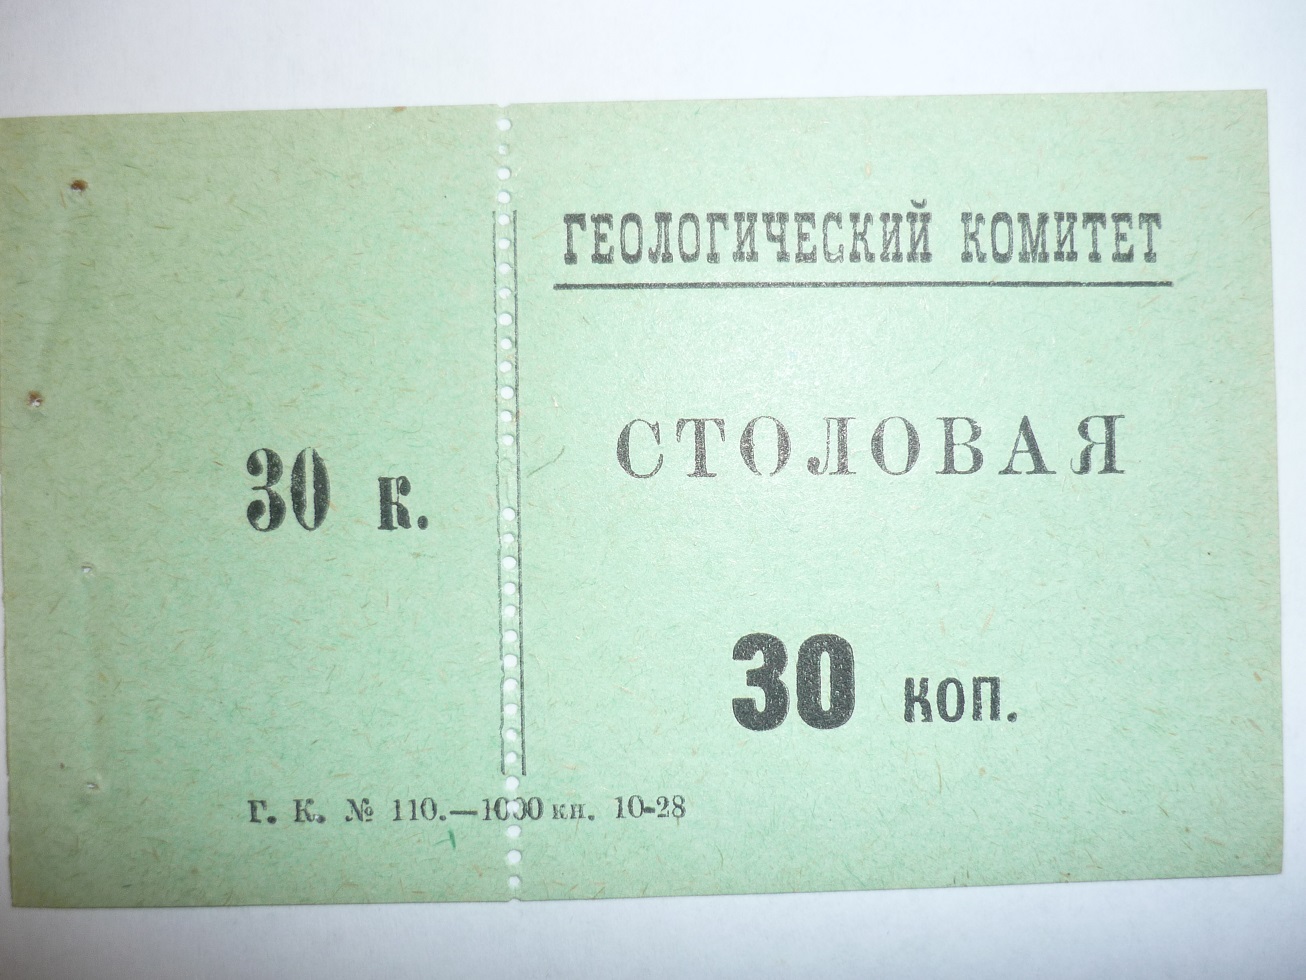 ГЕОЛОГИЧЕСКИЙ КОМИТЕТ
СТОЛОВАЯ
30 к.
30 коп.
Г. К. № 110.—1000 кн. 10-28